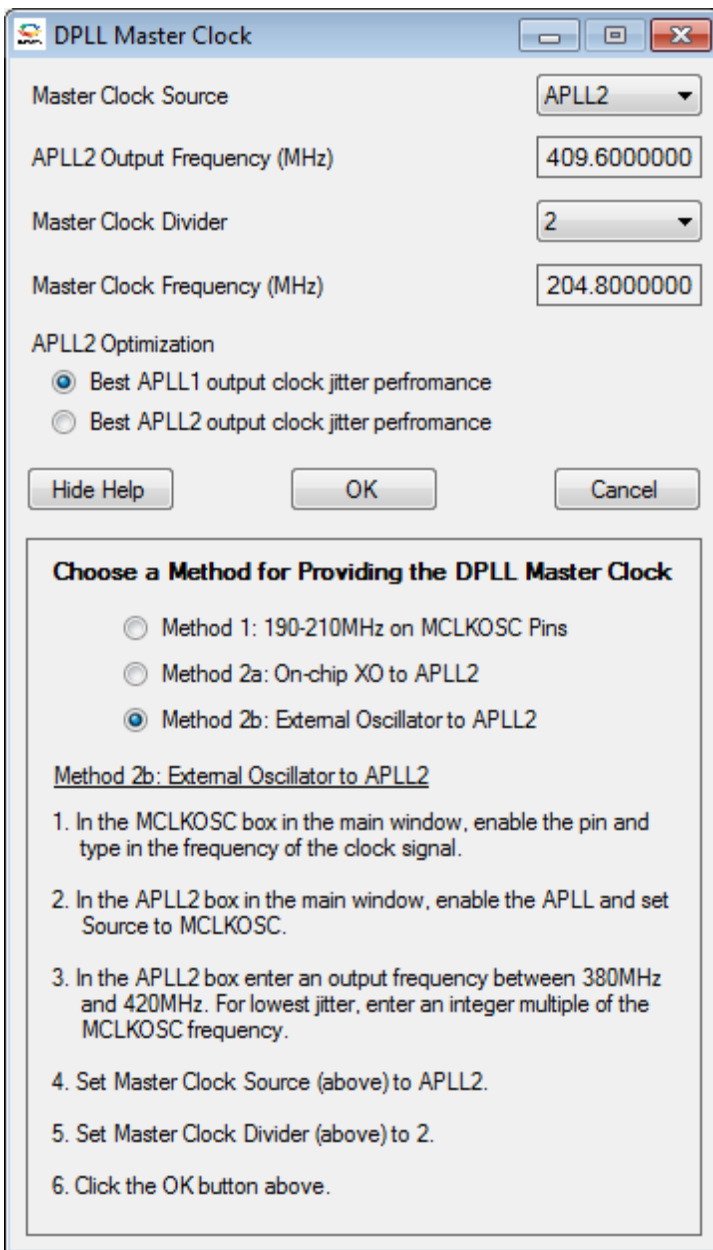 DPLL Master Clock
Master Clock Source
APLL2
APLL2 Output Frequency (MHz)
409.6000000
Master Clock Divider
2
Master Clock Frequency (MHz)
204.8000000
APLL2 Optimization
Best APLL1 output clock jitter perfromance
Best APLL2 output clock jitter perfromance
Hide Help
OK
Cancel
Choose a Method for Providing the DPLL Master Clock
Method 1: 190-210MHz on MCLKOSC Pins
Method 2a: On-chip XO to APLL2
Method 2b: External Oscillator to APLL2
Method 2b: External Oscillator to APLL2
1. In the MCLKOSC box in the main window, enable the pin and
type in the frequency of the clock signal.
2. In the APLL2 box in the main window, enable the APLL and set
Source to MCLKOSC.
3. In the APLL2 box enter an output frequency between 380MHz
and 420MHz. For lowest jitter, enter an integer multiple of the
MCLKOSC frequency.
4. Set Master Clock Source (above) to APLL2.
5. Set Master Clock Divider (above) to 2.
6. Click the OK button above.